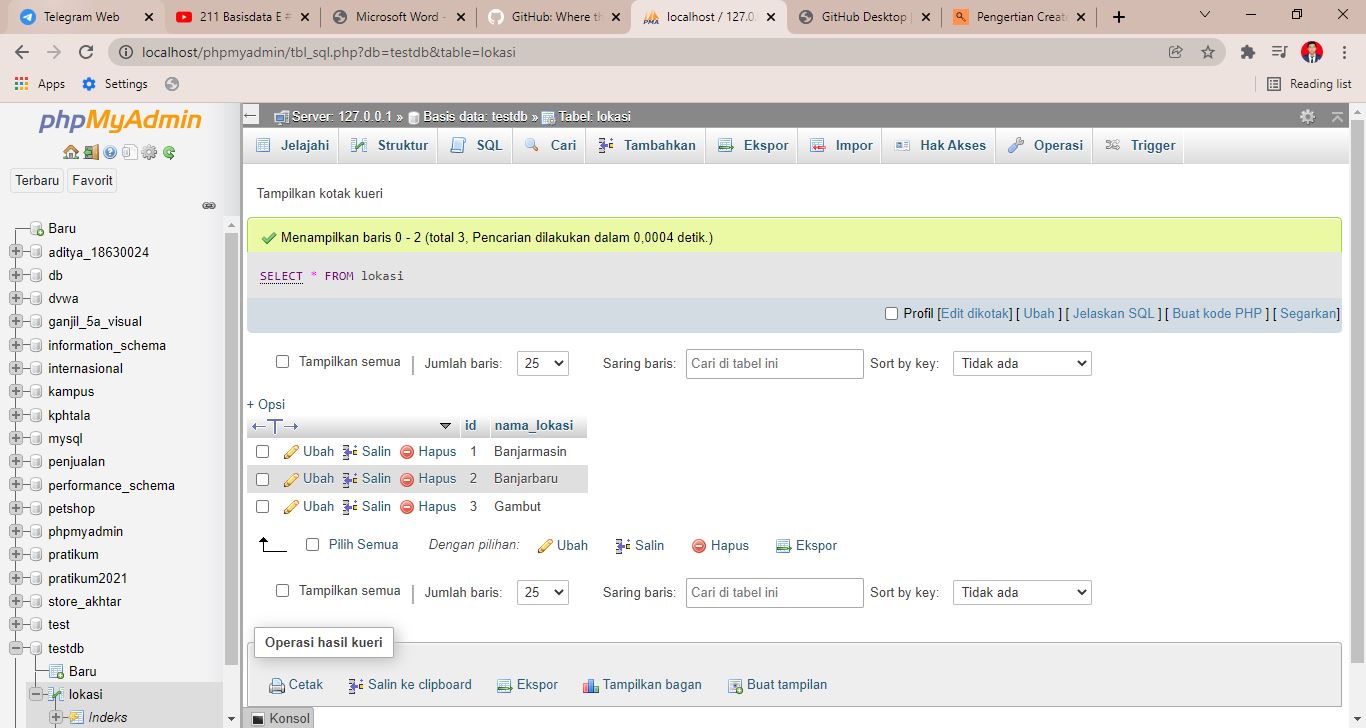 Telegram Web
211 Basisdata E #
Microsoft Word -
GitHub: Where th
localhost / 127.0.
GitHub Desktop
Pengertian Creat
localhost/phpmyadmin/tbl_sql.php?db=testdb&table=lokasi
Apps Settings Reading list
phpMyAdmin
Terbaru Favorit
Baru
aditya_18630024
db
dvwa
ganjil_5a_visual
information_schema
internasional
kampus
kphtala
mysql
penjualan
performance_schema
petshop
phpmyadmin
pratikum
pratikum2021
store_akhtar
test
testdb
Baru
lokasi
Indeks
Server: 127.0.0.1 » Basis data: testdb » Tabel: lokasi
Jelajahi Struktur SQL Cari Tambahkan Ekspor Impor Hak Akses Operasi Trigger
Tampilkan kotak kueri
Menampilkan baris 0 - 2 (total 3, Pencarian dilakukan dalam 0,0004 detik.)
SELECT * FROM lokasi
Profil [Edit dikotak] [ Ubah ] [ Jelaskan SQL ] [ Buat kode PHP ] [ Segarkan]
Tampilkan semua | Jumlah baris: 25 Saring baris: Cari di tabel ini Sort by key: Tidak ada
+ Opsi
←T→ id nama_lokasi
Ubah Salin Hapus 1 Banjarmasin
Ubah Salin Hapus 2 Banjarbaru
Ubah Salin Hapus 3 Gambut
Pilih Semua Dengan pilihan: Ubah Salin Hapus Ekspor
Tampilkan semua | Jumlah baris: 25 Saring baris: Cari di tabel ini Sort by key: Tidak ada
Operasi hasil kueri
Cetak Salin ke clipboard Ekspor Tampilkan bagan Buat tampilan
Konsol